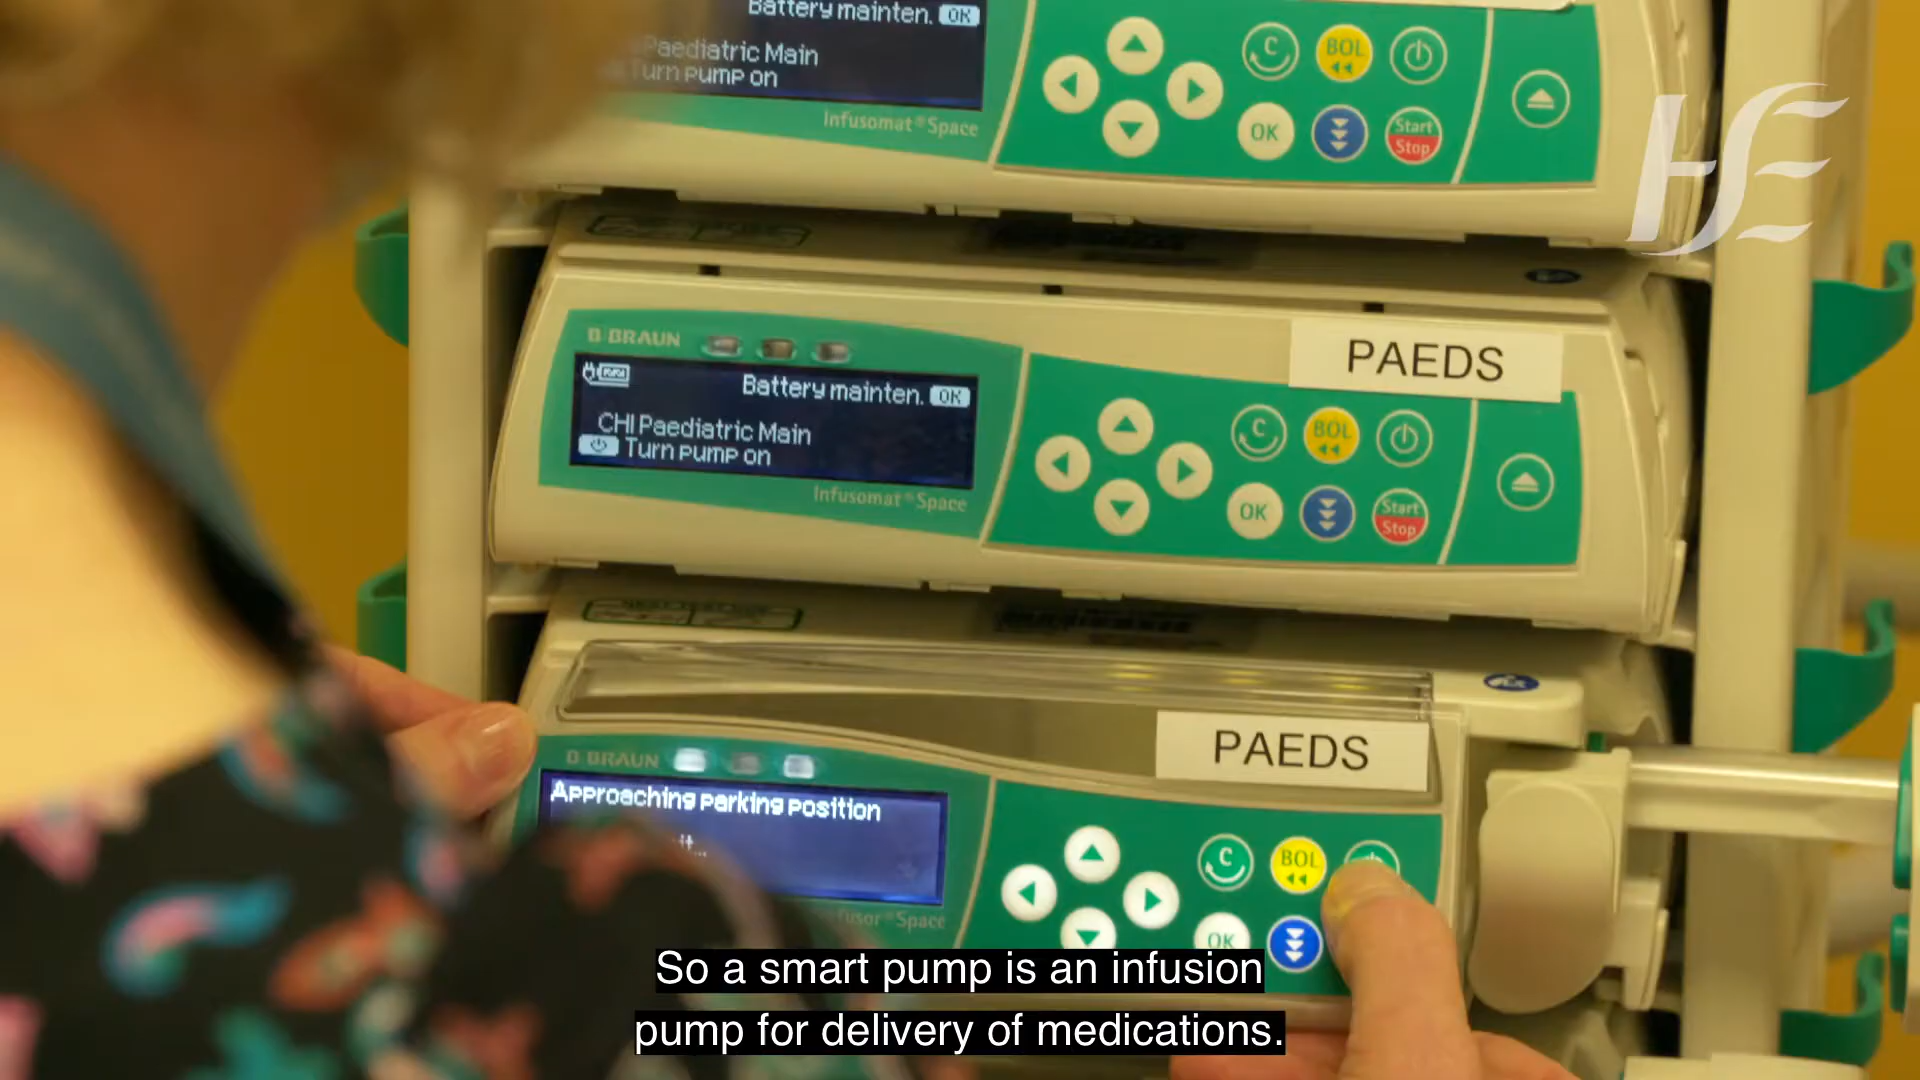 Battery mainten. OK
Paediatric Main
Turn pump on
Infusomat® Space
C
BOL
OK
Start
Stop
HSE
B BRAUN
Battery mainten. OK
CHI Paediatric Main
Turn pump on
Infusomat® Space
PAEDS
C
BOL
OK
Start
Stop
B BRAUN
Approaching parking position
PAEDS
C
BOL
OK
Space
So a smart pump is an infusion
pump for delivery of medications.